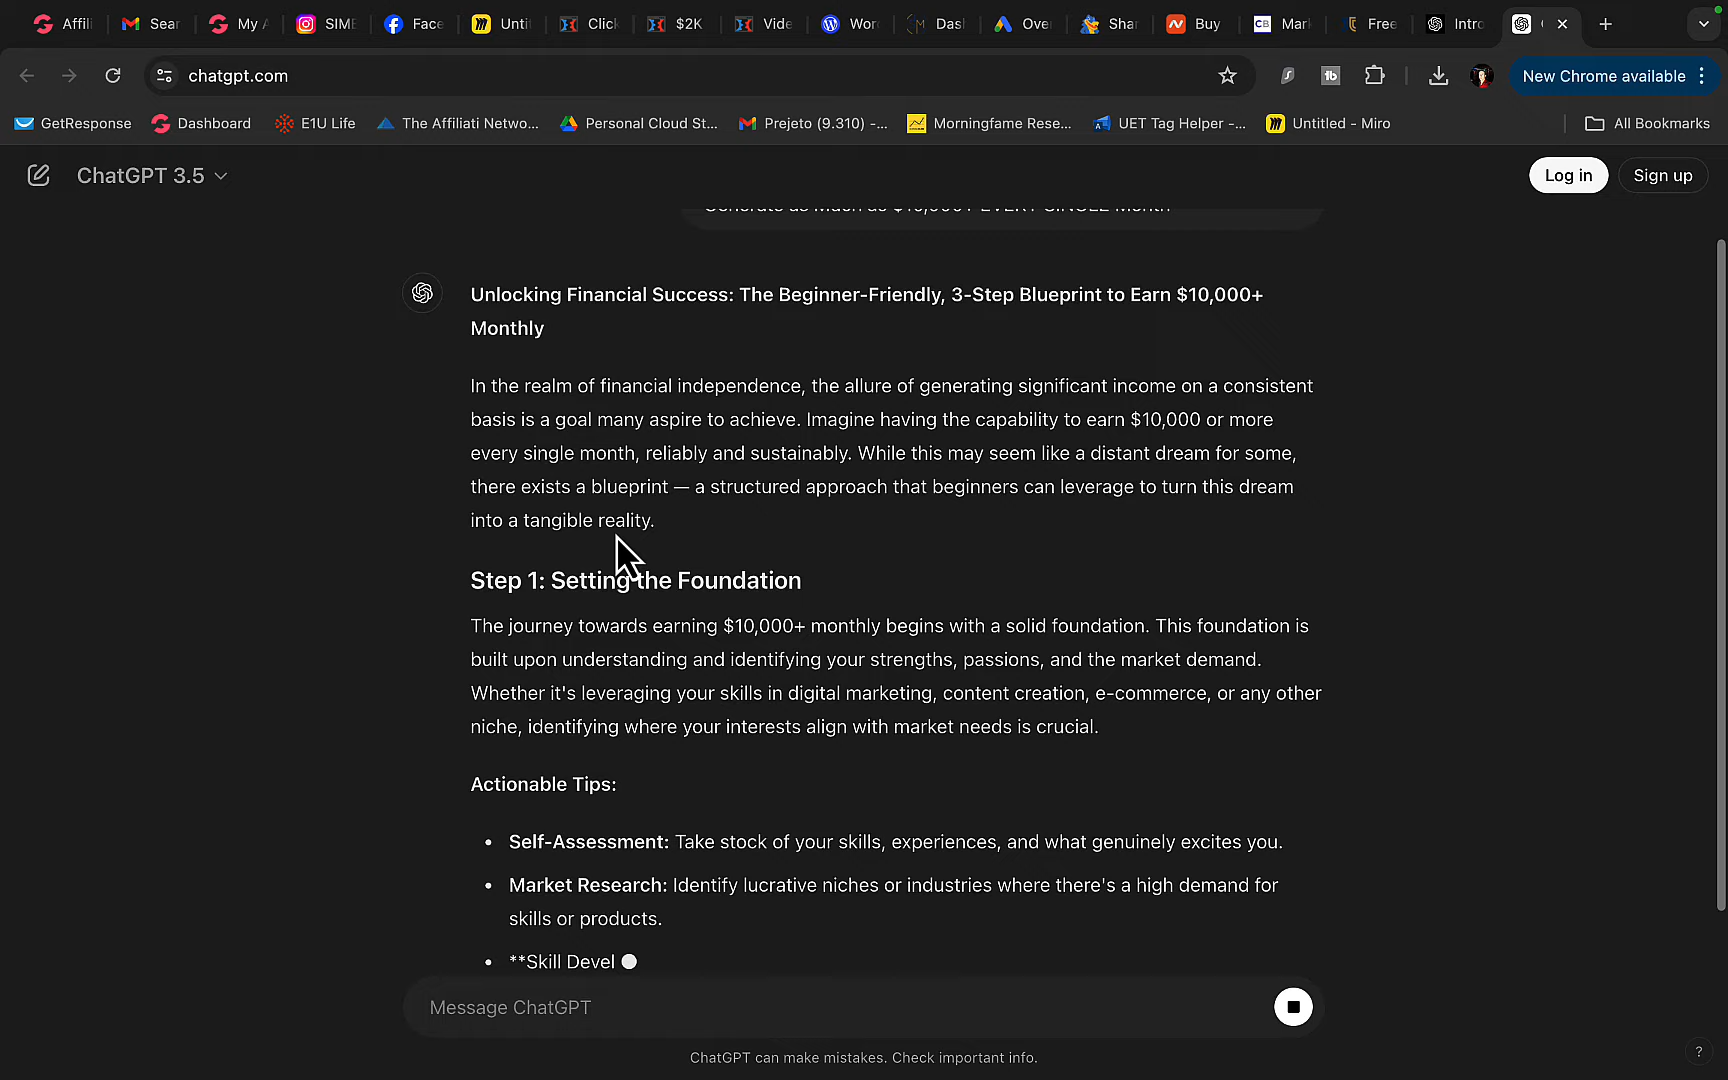 Affili
Sear
My A
SIME
Face
Unti
Click
$2K
Vide
Wor
Das
Over
Shar
Buy
Mark
Free
Intro
chatgpt.com
New Chrome available
GetResponse
Dashboard
E1U Life
The Affiliati Netwo...
Personal Cloud St...
Prejeto (9.310) -...
Morningfame Rese...
UET Tag Helper -...
Untitled - Miro
All Bookmarks
ChatGPT 3.5
Log in
Sign up
Unlocking Financial Success: The Beginner-Friendly, 3-Step Blueprint to Earn $10,000+
Monthly
In the realm of financial independence, the allure of generating significant income on a consistent
basis is a goal many aspire to achieve. Imagine having the capability to earn $10,000 or more
every single month, reliably and sustainably. While this may seem like a distant dream for some,
there exists a blueprint — a structured approach that beginners can leverage to turn this dream
into a tangible reality.
Step 1: Setting the Foundation
The journey towards earning $10,000+ monthly begins with a solid foundation. This foundation is
built upon understanding and identifying your strengths, passions, and the market demand.
Whether it's leveraging your skills in digital marketing, content creation, e-commerce, or any other
niche, identifying where your interests align with market needs is crucial.
Actionable Tips:
• Self-Assessment: Take stock of your skills, experiences, and what genuinely excites you.
• Market Research: Identify lucrative niches or industries where there's a high demand for
skills or products.
• **Skill Devel
Message ChatGPT
ChatGPT can make mistakes. Check important info.
?